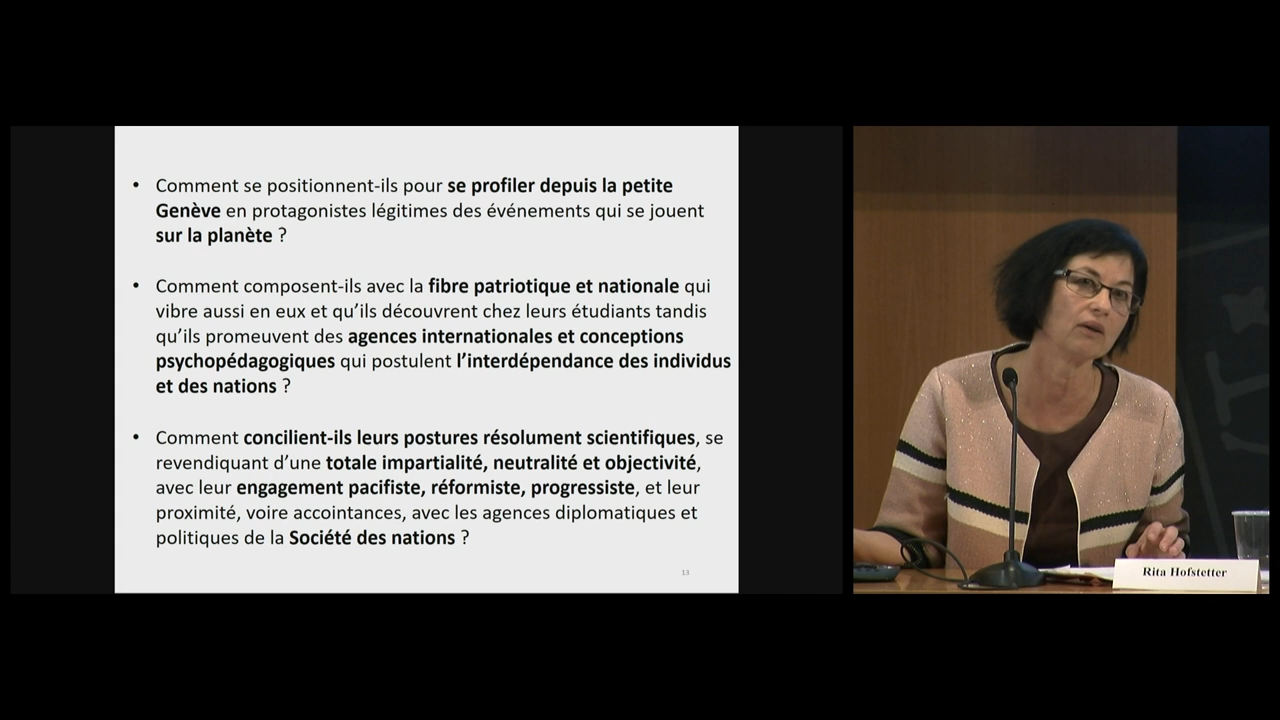 • Comment se positionnent-ils pour se profiler depuis la petite
Genève en protagonistes légitimes des événements qui se jouent
sur la planète ?
• Comment composent-ils avec la fibre patriotique et nationale qui
vibre aussi en eux et qu’ils découvrent chez leurs étudiants tandis
qu’ils promeuvent des agences internationales et conceptions
psychopédagogiques qui postulent l’interdépendance des individus
et des nations ?
• Comment concilient-ils leurs postures résolument scientifiques, se
revendiquant d’une totale impartialité, neutralité et objectivité,
avec leur engagement pacifiste, réformiste, progressiste, et leur
proximité, voire accointances, avec les agences diplomatiques et
politiques de la Société des nations ?
13
Rita Hofstetter